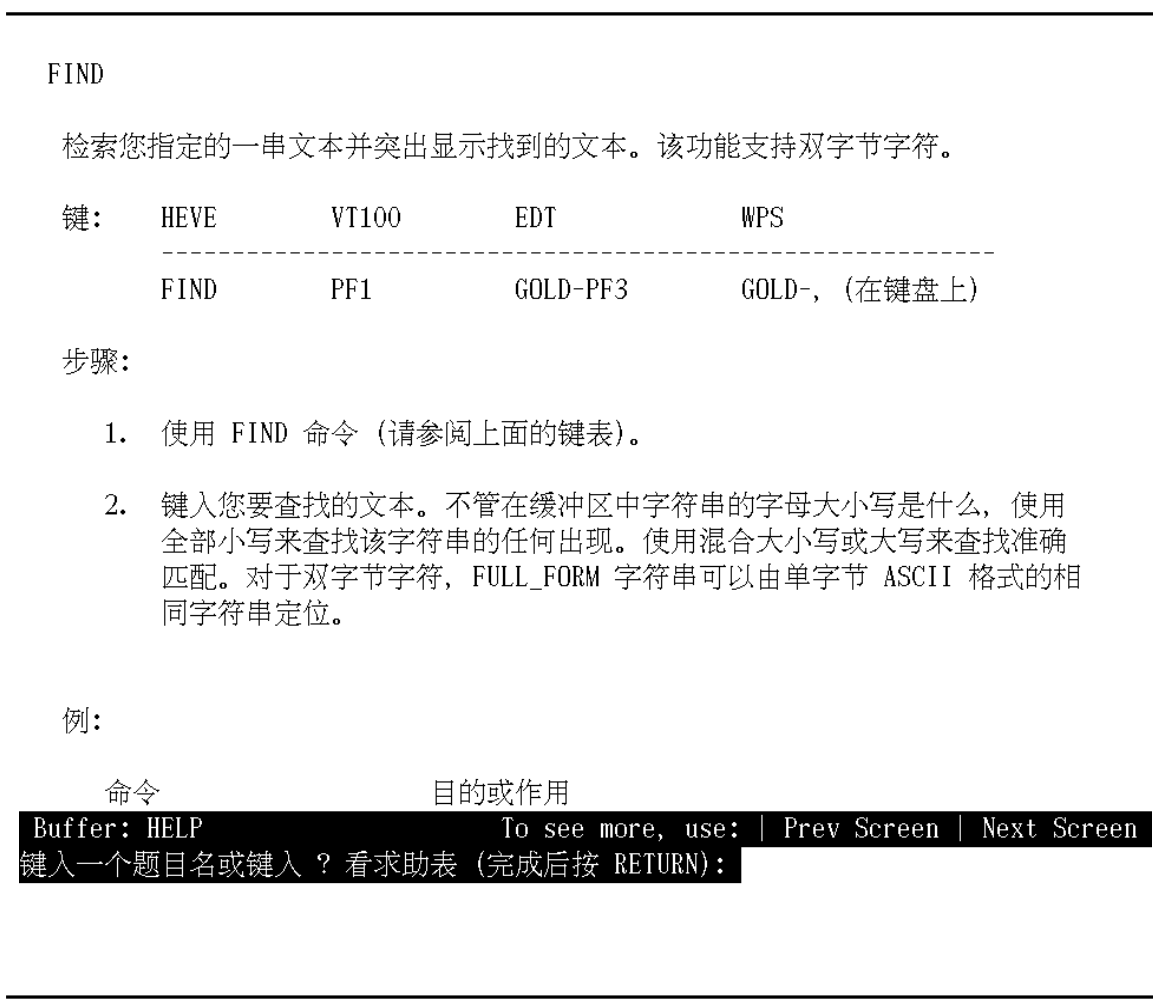 FIND
检索您指定的一串文本并突出显示找到的文本。该功能支持双字节字符。
键: HEVE VT100 EDT WPS
-----------------------------------------------------------
FIND PF1 GOLD-PF3 GOLD-, (在键盘上)
步骤:
1. 使用 FIND 命令 (请参阅上面的键表)。
2. 键入您要查找的文本。不管在缓冲区中字符串的字母大小写是什么, 使用
全部小写来查找该字符串的任何出现。使用混合大小写或大写来查找准确
匹配。对于双字节字符, FULL_FORM 字符串可以由单字节 ASCII 格式的相
同字符串定位。
例:
命令 目的或作用
Buffer: HELP To see more, use: | Prev Screen | Next Screen
键入一个题目名或键入 ? 看求助表 (完成后按 RETURN):